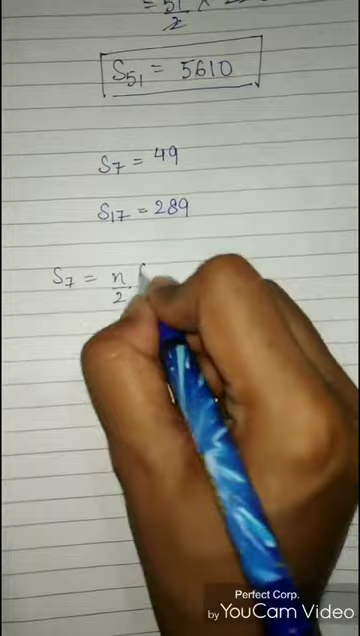 S₅₁ = 5610
S₇ = 49
S₁₇ = 289
S₇ = n/2
Perfect Corp.
by YouCam Video